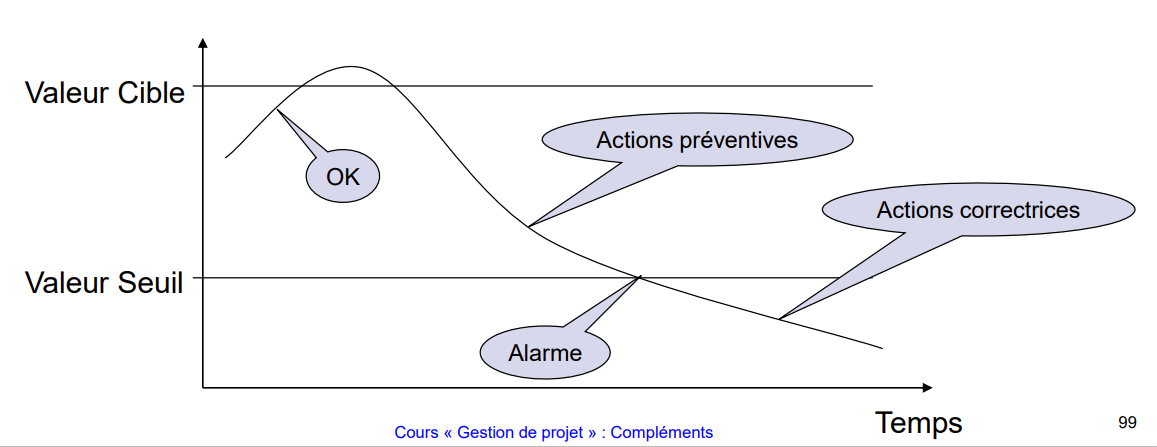 Valeur Cible
Actions préventives
OK
Actions correctrices
Valeur Seuil
Alarme
Temps
99
Cours « Gestion de projet » : Compléments